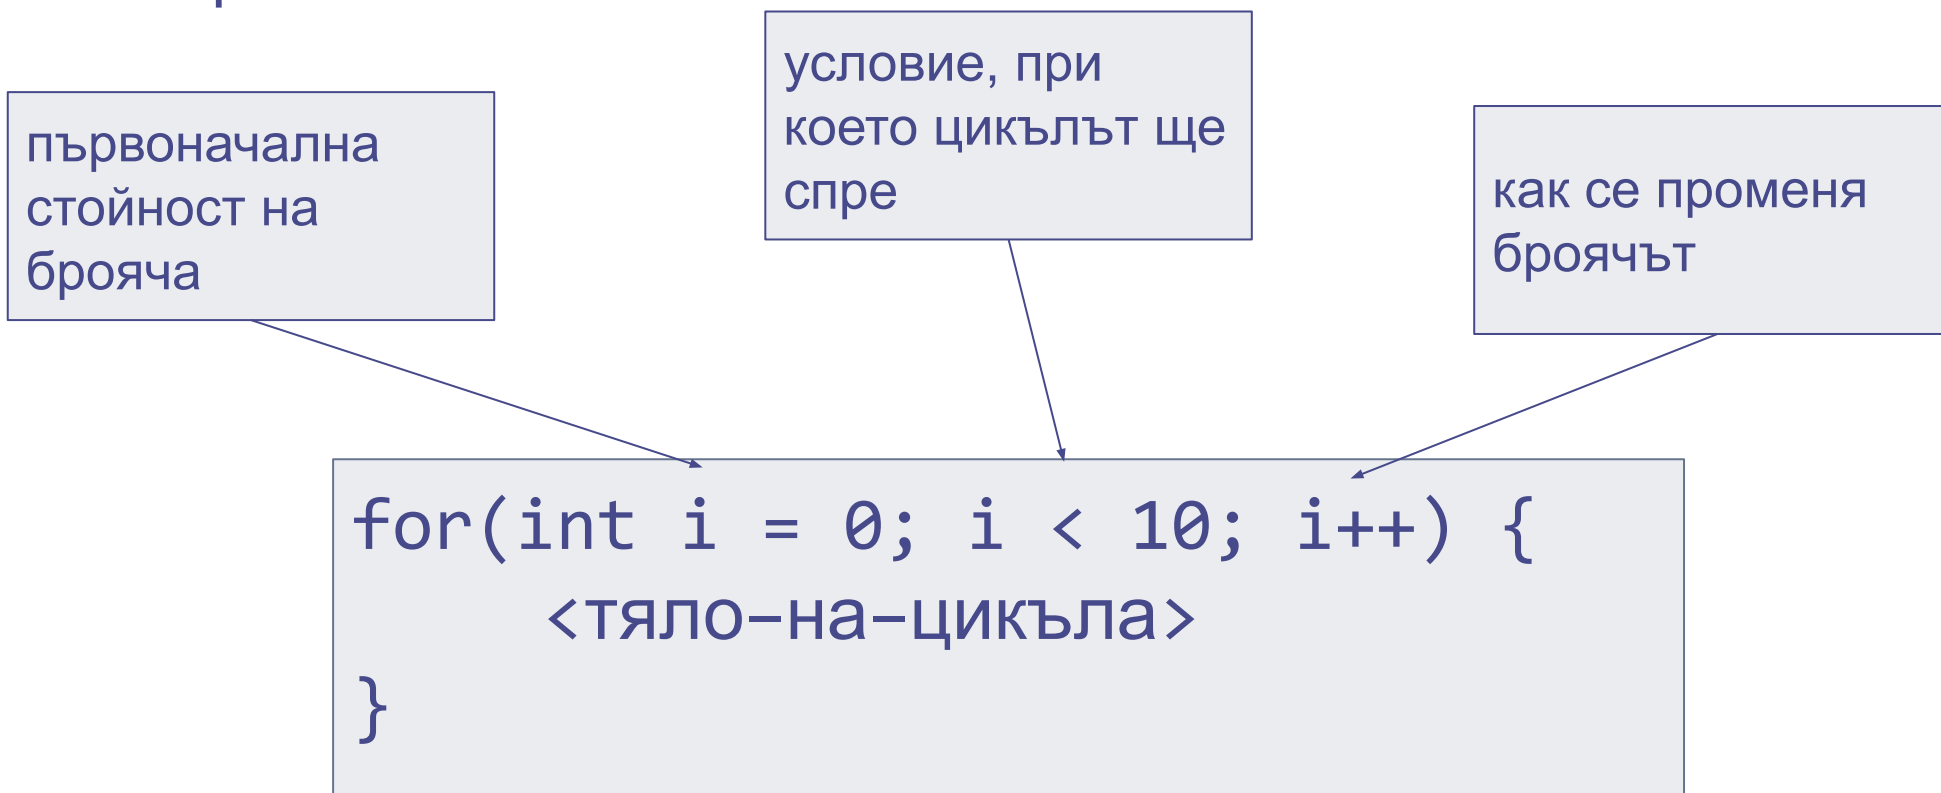 първоначална
стойност на
брояча
условие, при
което цикълът ще
спре
как се променя
броячът
for(int i = 0; i < 10; i++) {
<тяло-на-цикъла>
}